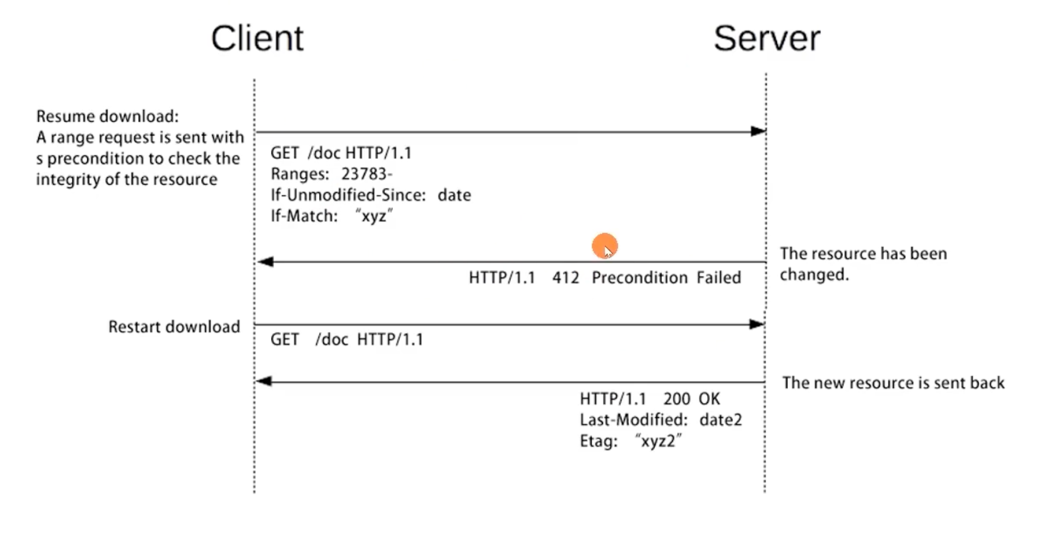 Client
Server
Resume download:
A range request is sent with
s precondition to check the
integrity of the resource
GET /doc HTTP/1.1
Ranges: 23783-
If-Unmodified-Since: date
If-Match: “xyz”
The resource has been
changed.
HTTP/1.1 412 Precondition Failed
Restart download
GET /doc HTTP/1.1
The new resource is sent back
HTTP/1.1 200 OK
Last-Modified: date2
Etag: “xyz2”